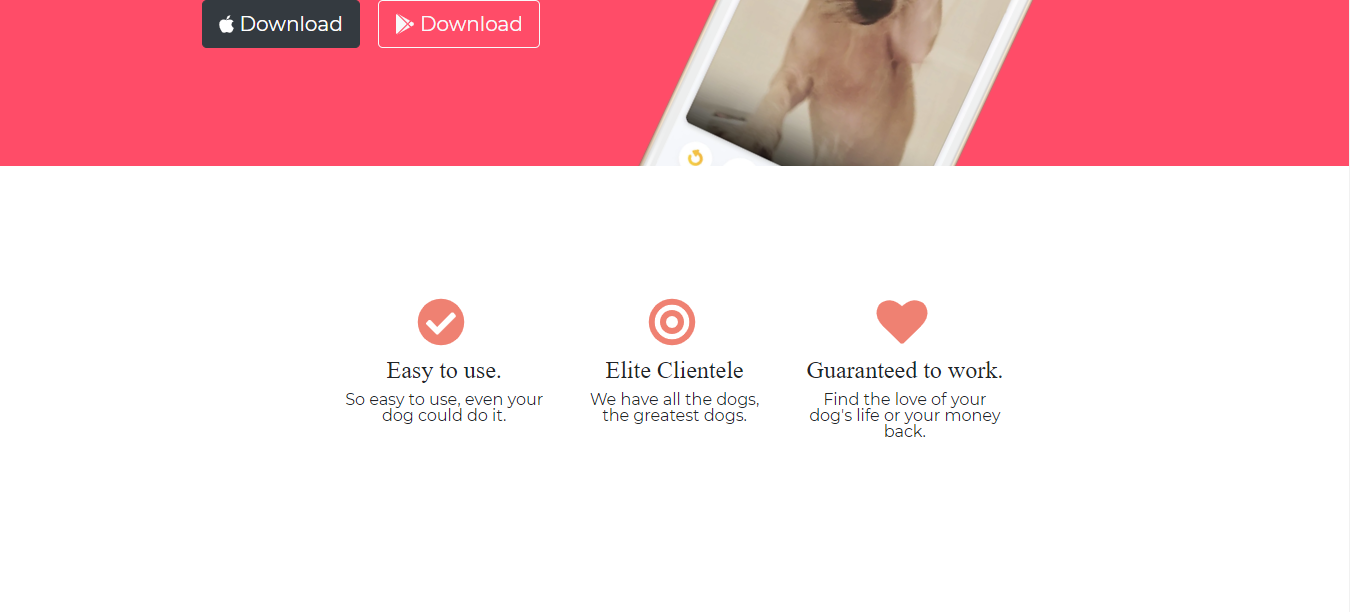 Download
Download
Easy to use.
So easy to use, even your
dog could do it.
Elite Clientele
We have all the dogs,
the greatest dogs.
Guaranteed to work.
Find the love of your
dog's life or your money
back.